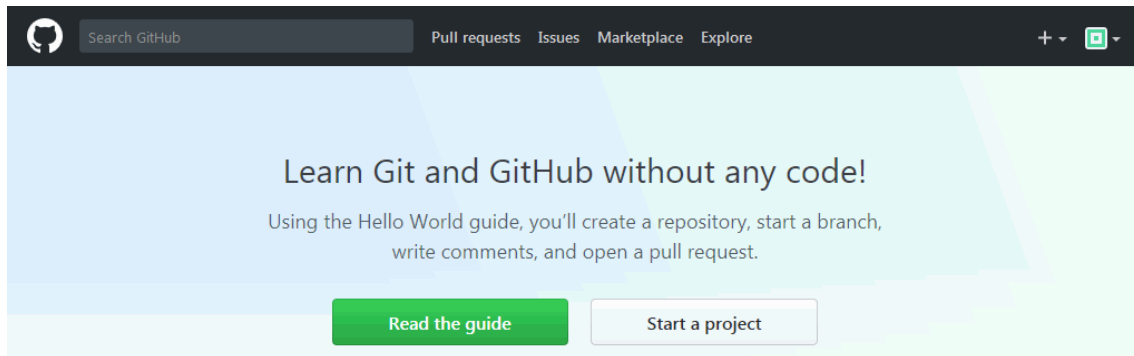 Search GitHub Pull requests Issues Marketplace Explore
Learn Git and GitHub without any code!
Using the Hello World guide, you’ll create a repository, start a branch,
write comments, and open a pull request.
Read the guide Start a project